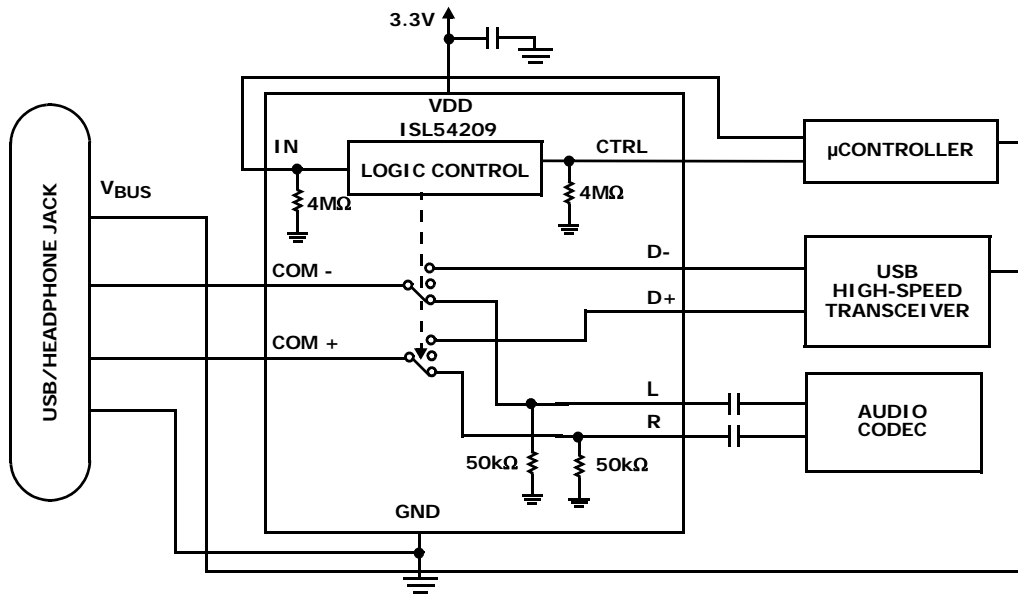 3.3V
VDD
ISL54209
IN
LOGIC CONTROL
CTRL
µCONTROLLER
4MΩ
4MΩ
USB/HEADPHONE JACK
VBUS
COM -
D-
USB
HIGH-SPEED
TRANSCEIVER
D+
COM +
L
R
AUDIO
CODEC
50kΩ
50kΩ
GND